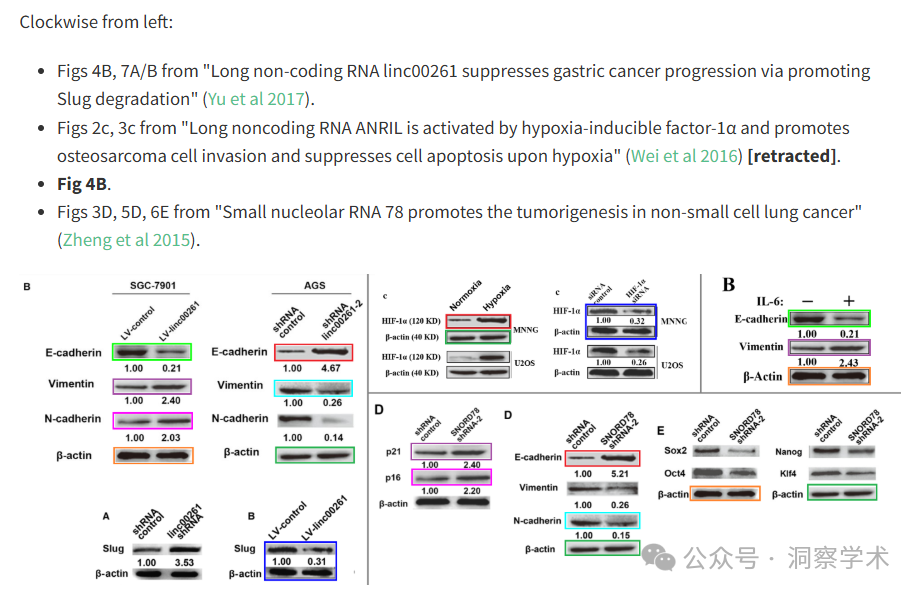 Clockwise from left:
• Figs 4B, 7A/B from "Long non-coding RNA linc00261 suppresses gastric cancer progression via promoting
Slug degradation" (Yu et al 2017).
• Figs 2c, 3c from "Long noncoding RNA ANRIL is activated by hypoxia-inducible factor-1α and promotes
osteosarcoma cell invasion and suppresses cell apoptosis upon hypoxia" (Wei et al 2016) [retracted].
• Fig 4B.
• Figs 3D, 5D, 6E from "Small nucleolar RNA 78 promotes the tumorigenesis in non-small cell lung cancer"
(Zheng et al 2015).
B
SGC-7901
LV-control
LV-linc00261
E-cadherin
1.00 0.21
Vimentin
1.00 2.40
N-cadherin
1.00 2.03
β-actin
AGS
shRNA control
shRNA linc00261-2
E-cadherin
1.00 4.67
Vimentin
1.00 0.26
N-cadherin
1.00 0.14
β-actin
A
shRNA control
linc00261 shRNA
Slug
1.00 3.53
β-actin
B
LV-control
LV-linc00261
Slug
1.00 0.31
β-actin
c
Normoxia
Hypoxia
HIF-1α (120 KD)
β-actin (40 KD)
MNNG
HIF-1α (120 KD)
β-actin (40 KD)
U2OS
c
siRNA control
HIF-1α siRNA
HIF-1α
1.00 0.32
β-actin
MNNG
HIF-1α
1.00 0.26
β-actin
U2OS
B
IL-6: − +
E-cadherin
1.00 0.21
Vimentin
1.00 2.43
β-Actin
D
shRNA control
SNORD78 shRNA-2
p21
1.00 2.40
p16
1.00 2.20
β-actin
D
shRNA control
SNORD78 shRNA-2
E-cadherin
1.00 5.21
Vimentin
1.00 0.26
N-cadherin
1.00 0.15
β-actin
E
shRNA control
SNORD78 shRNA-2
Sox2
Oct4
β-actin
shRNA control
SNORD78 shRNA-2
Nanog
Klf4
β-actin
公众号 · 洞察学术